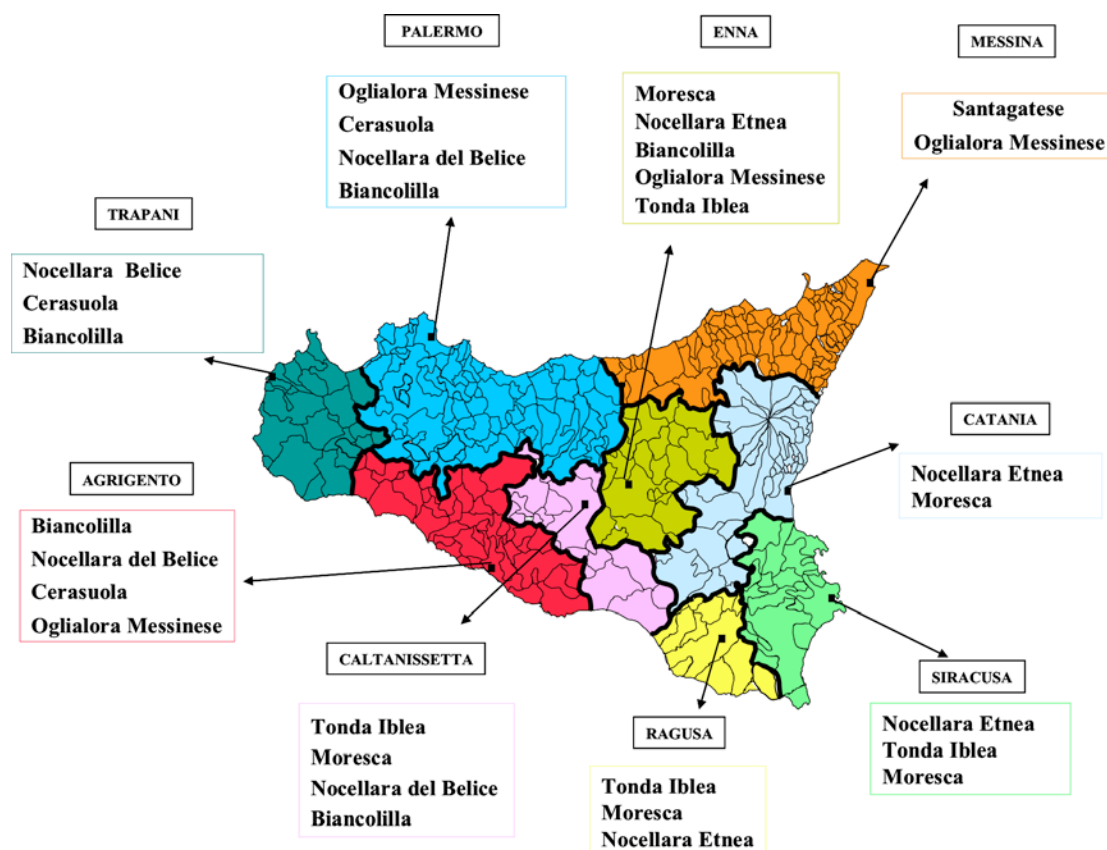 PALERMO
Oglialora Messinese
Cerasuola
Nocellara del Belice
Biancolilla
ENNA
Moresca
Nocellara Etnea
Biancolilla
Oglialora Messinese
Tonda Iblea
MESSINA
Santagatese
Oglialora Messinese
TRAPANI
Nocellara Belice
Cerasuola
Biancolilla
CATANIA
Nocellara Etnea
Moresca
AGRIGENTO
Biancolilla
Nocellara del Belice
Cerasuola
Oglialora Messinese
CALTANISSETTA
Tonda Iblea
Moresca
Nocellara del Belice
Biancolilla
RAGUSA
Tonda Iblea
Moresca
Nocellara Etnea
SIRACUSA
Nocellara Etnea
Tonda Iblea
Moresca